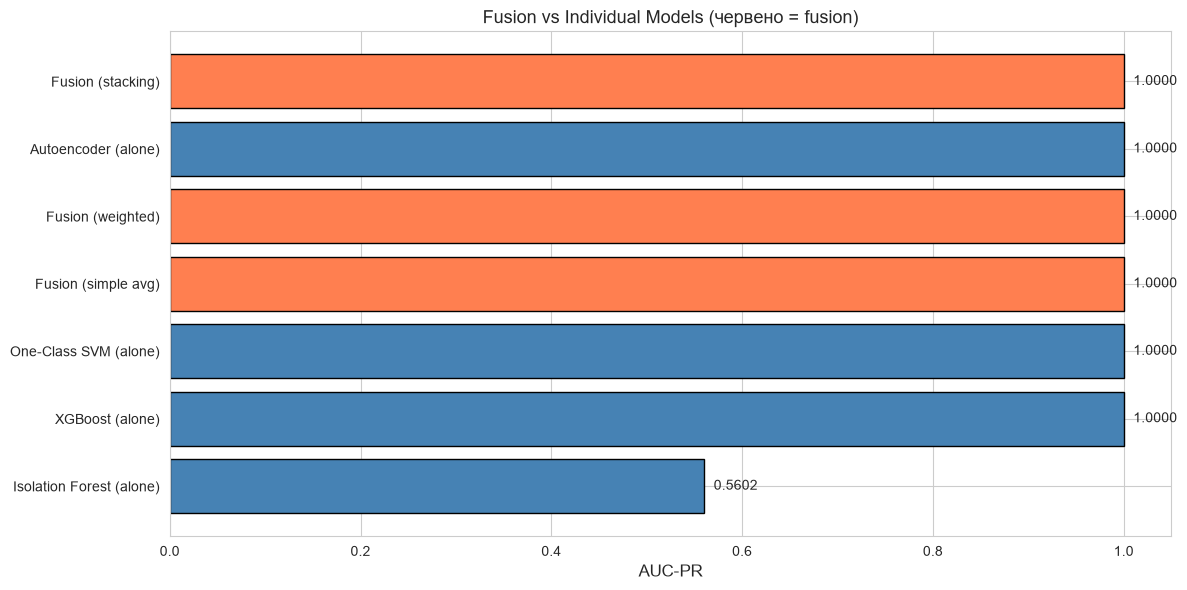 Fusion vs Individual Models (червено = fusion)
Fusion (stacking)
1.0000
Autoencoder (alone)
1.0000
Fusion (weighted)
1.0000
Fusion (simple avg)
1.0000
One-Class SVM (alone)
1.0000
XGBoost (alone)
1.0000
Isolation Forest (alone)
0.5602
0.0 0.2 0.4 0.6 0.8 1.0
AUC-PR